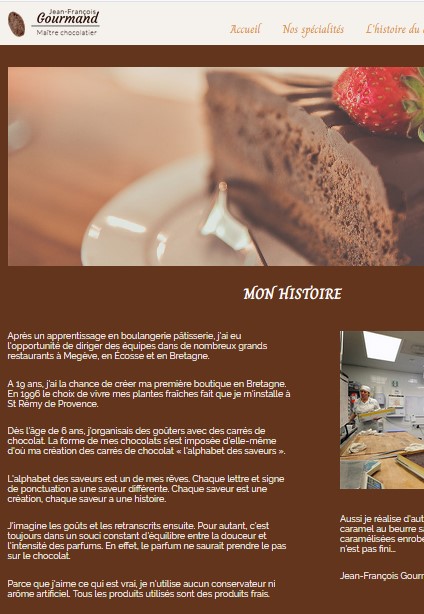 Jean-François
Gourmand
Maître chocolatier
Accueil
Nos spécialités
L'histoire du
MON HISTOIRE
Après un apprentissage en boulangerie pâtisserie, j'ai eu
l'opportunité de diriger des équipes dans de nombreux grands
restaurants à Megève, en Écosse et en Bretagne.
A 19 ans, j'ai la chance de créer ma première boutique en Bretagne.
En 1996 le choix de vivre mes plantes fraîches fait que je m'installe à
St Rémy de Provence.
Dès l'âge de 6 ans, j'organisais des goûters avec des carrés de
chocolat. La forme de mes chocolats s'est imposée d'elle-même
d'où ma création des carrés de chocolat « l'alphabet des saveurs ».
L'alphabet des saveurs est un de mes rêves. Chaque lettre et signe
de ponctuation a une saveur différente. Chaque saveur est une
création, chaque saveur a une histoire.
J'imagine les goûts et les retranscrits ensuite. Pour autant, c'est
toujours dans un souci constant d'équilibre entre la douceur et
l'intensité des parfums. En effet, le parfum ne saurait prendre le pas
sur le chocolat.
Parce que j'aime ce qui est vrai, je n'utilise aucun conservateur ni
arôme artificiel. Tous les produits utilisés sont des produits frais.
Aussi je réalise d'aut
caramel au beurre sa
caramélisées enrobe
n'est pas fini...
Jean-François Gourm